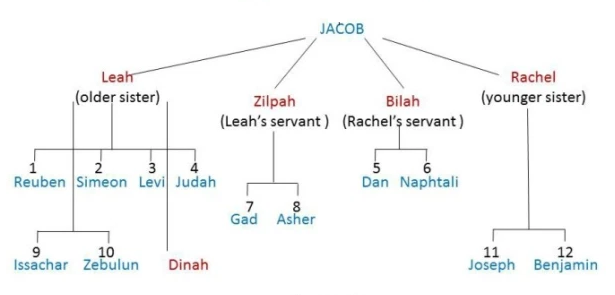 JACOB
Leah
(older sister)
Zilpah
(Leah's servant )
Bilah
(Rachel's servant )
Rachel
(younger sister)
1 2 3 4
Reuben Simeon Levi Judah
5 6
Dan Naphtali
7 8
Gad Asher
9 10
Issachar Zebulun
Dinah
11 12
Joseph Benjamin